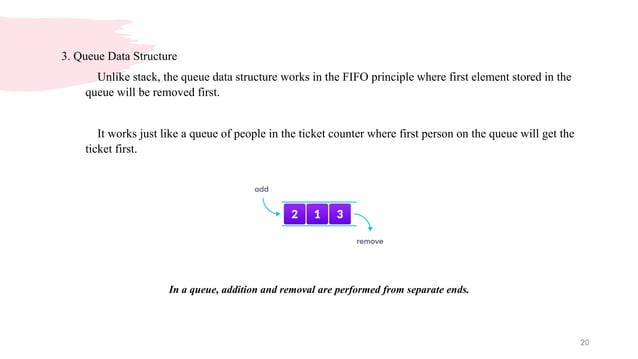 3. Queue Data Structure
Unlike stack, the queue data structure works in the FIFO principle where first element stored in the
queue will be removed first.
It works just like a queue of people in the ticket counter where first person on the queue will get the
ticket first.
add
2 1 3
remove
In a queue, addition and removal are performed from separate ends.
20